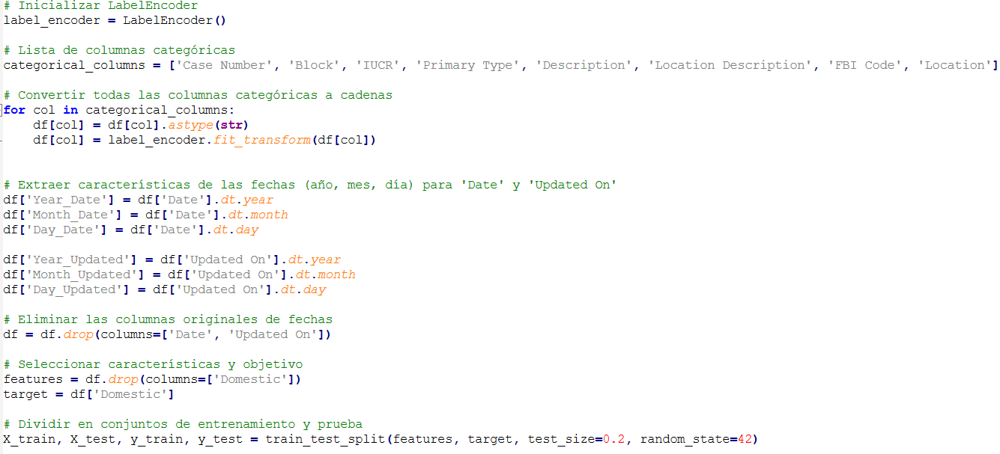 # Inicializar LabelEncoder
label_encoder = LabelEncoder()
# Lista de columnas categóricas
categorical_columns = ['Case Number', 'Block', 'IUCR', 'Primary Type', 'Description', 'Location Description', 'FBI Code', 'Location']
# Convertir todas las columnas categóricas a cadenas
for col in categorical_columns:
    df[col] = df[col].astype(str)
    df[col] = label_encoder.fit_transform(df[col])
# Extraer características de las fechas (año, mes, día) para 'Date' y 'Updated On'
df['Year_Date'] = df['Date'].dt.year
df['Month_Date'] = df['Date'].dt.month
df['Day_Date'] = df['Date'].dt.day
df['Year_Updated'] = df['Updated On'].dt.year
df['Month_Updated'] = df['Updated On'].dt.month
df['Day_Updated'] = df['Updated On'].dt.day
# Eliminar las columnas originales de fechas
df = df.drop(columns=['Date', 'Updated On'])
# Seleccionar características y objetivo
features = df.drop(columns=['Domestic'])
target = df['Domestic']
# Dividir en conjuntos de entrenamiento y prueba
X_train, X_test, y_train, y_test = train_test_split(features, target, test_size=0.2, random_state=42)